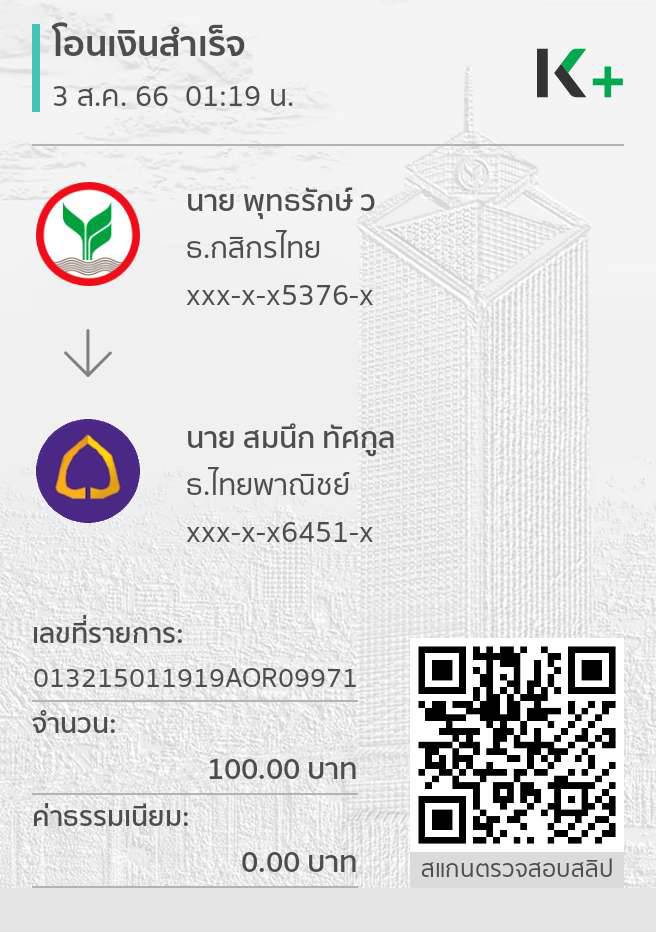 โอนเงินสำเร็จ
3 ส.ค. 66 01:19 น.
K+
นาย พุทธรักษ์ ว
ธ.กสิกรไทย
xxx-x-x5376-x
นาย สมนึก ทัศกูล
ธ.ไทยพาณิชย์
xxx-x-x6451-x
เลขที่รายการ:
013215011919AOR09971
จำนวน:
100.00 บาท
ค่าธรรมเนียม:
0.00 บาท
สแกนตรวจสอบสลิป